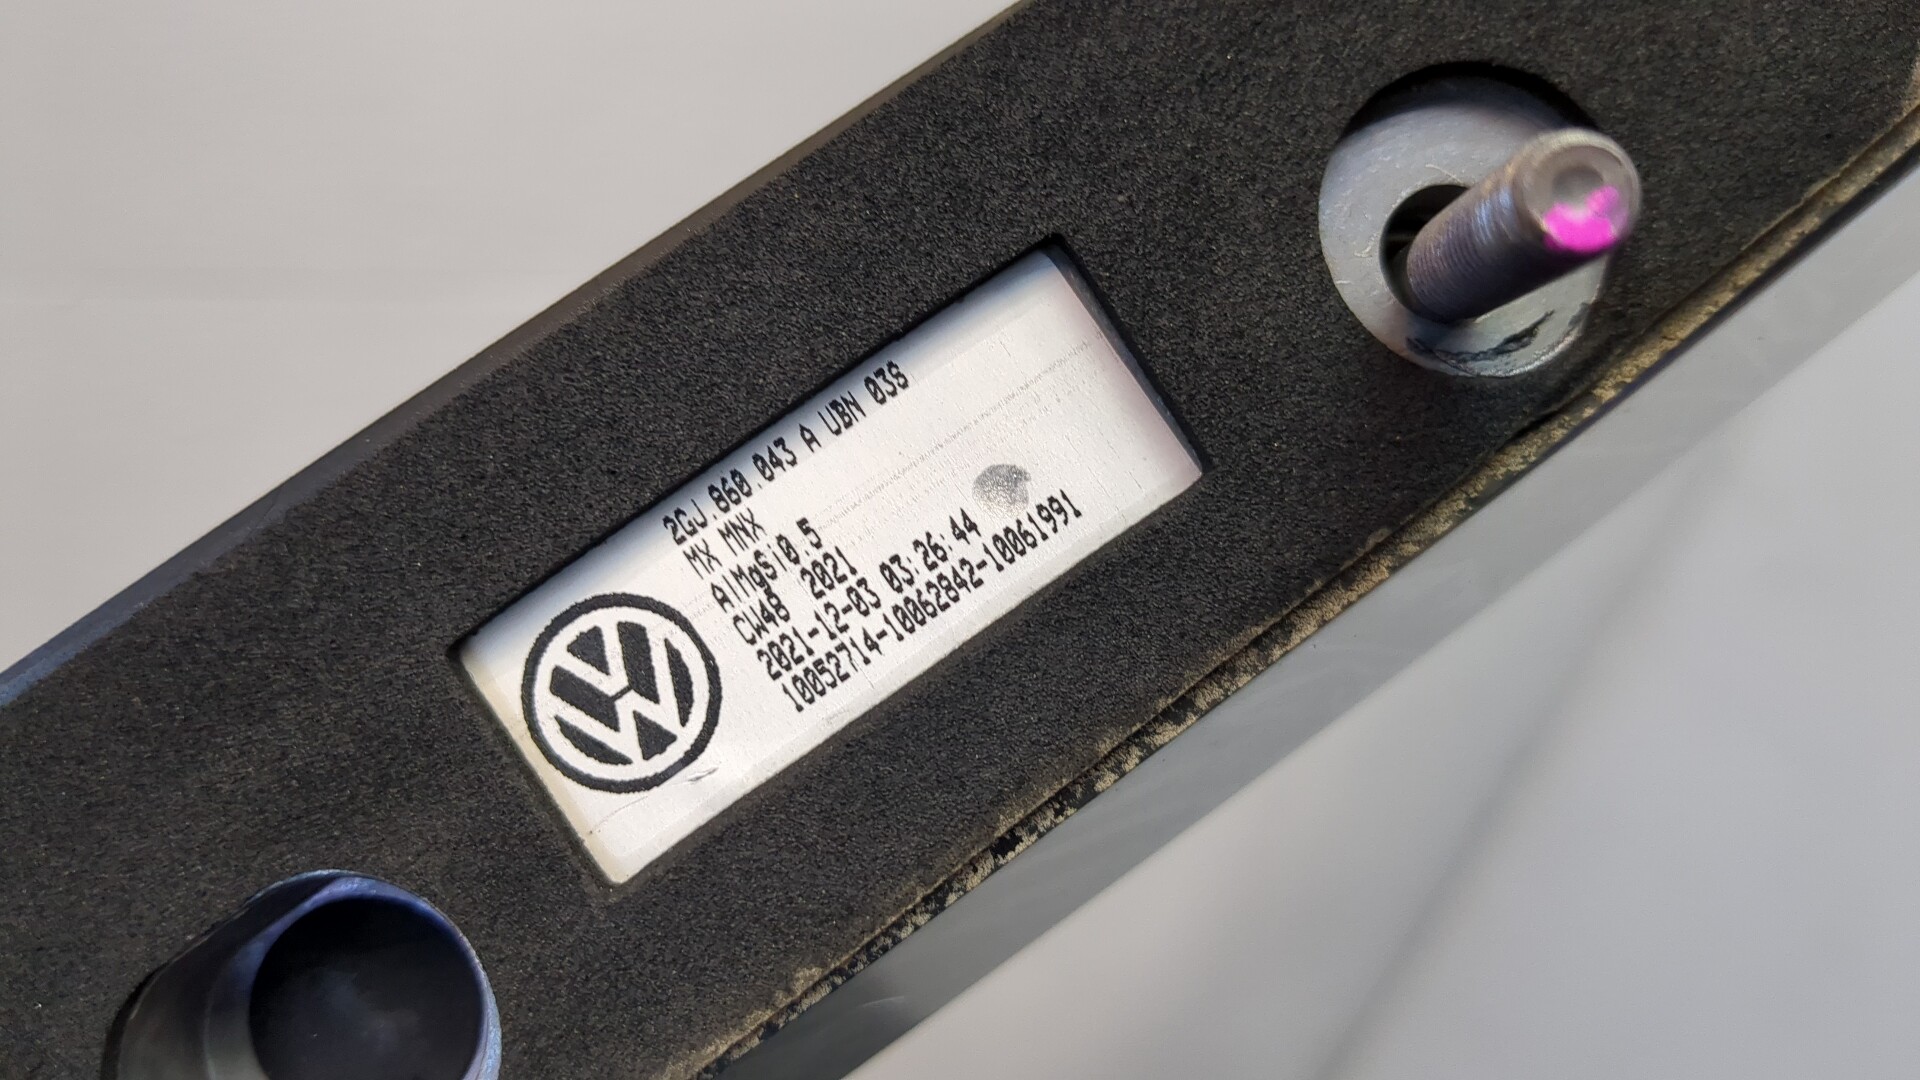 2GJ.860.043 A UBN 03S
MX MNX
AlMgSi0.5
CW48 2021
2021-12-03 03:26:44
10052714-10062842-10061991